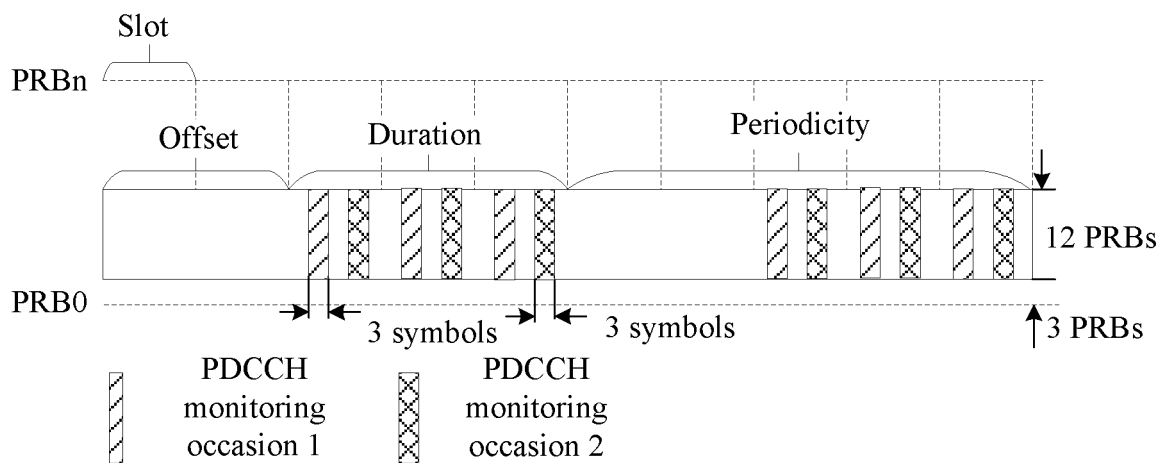 Slot
PRBn
Offset
Duration
Periodicity
12 PRBs
PRB0
3 symbols
3 symbols
3 PRBs
PDCCH
monitoring
occasion 1
PDCCH
monitoring
occasion 2